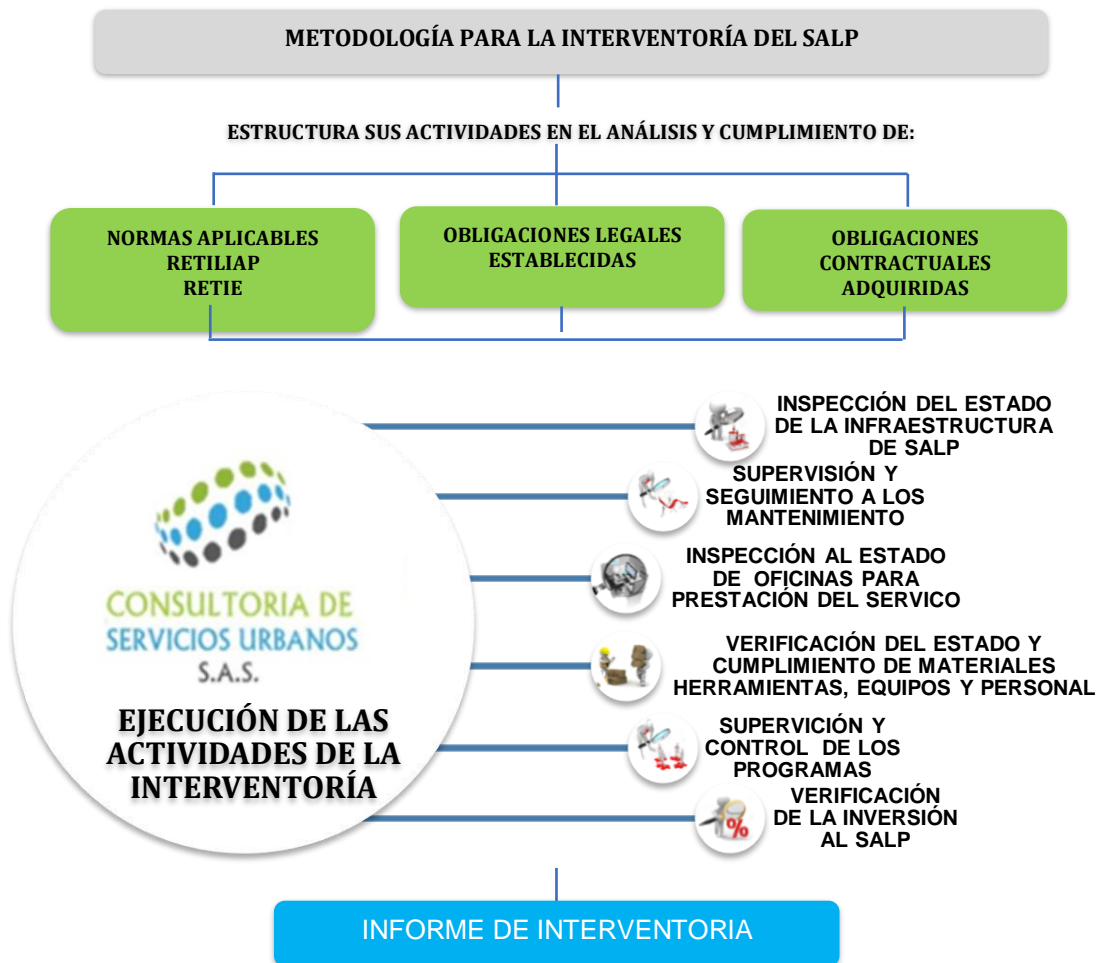 METODOLOGÍA PARA LA INTERVENTORÍA DEL SALP
ESTRUCTURA SUS ACTIVIDADES EN EL ANÁLISIS Y CUMPLIMIENTO DE:
NORMAS APLICABLES
RETILIAP
RETIE
OBLIGACIONES LEGALES
ESTABLECIDAS
OBLIGACIONES
CONTRACTUALES
ADQUIRIDAS
CONSULTORIA DE
SERVICIOS URBANOS
S.A.S.
EJECUCIÓN DE LAS
ACTIVIDADES DE LA
INTERVENTORÍA
INSPECCIÓN DEL ESTADO
DE LA INFRAESTRUCTURA
DE SALP
SUPERVISIÓN Y
SEGUIMIENTO A LOS
MANTENIMIENTO
INSPECCIÓN AL ESTADO
DE OFICINAS PARA
PRESTACIÓN DEL SERVICO
VERIFICACIÓN DEL ESTADO Y
CUMPLIMIENTO DE MATERIALES
HERRAMIENTAS, EQUIPOS Y PERSONAL
SUPERVICIÓN Y
CONTROL DE LOS
PROGRAMAS
%
VERIFICACIÓN
DE LA INVERSIÓN
AL SALP
INFORME DE INTERVENTORIA